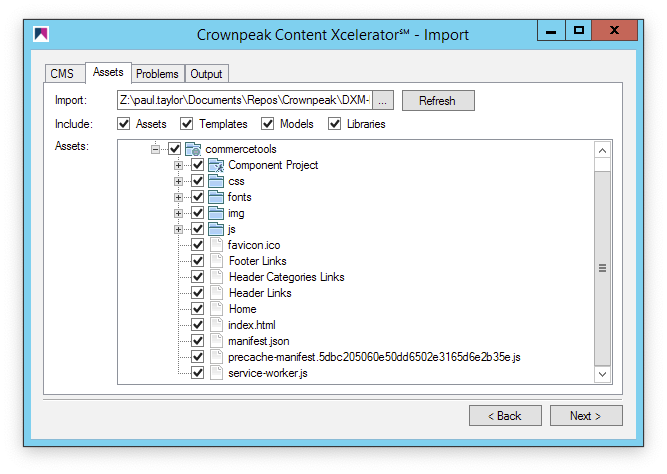 Crownpeak Content Xcelerator℠ - Import
CMS Assets Problems Output
Import: Z:\paul.taylor\Documents\Repos\Crownpeak\DXM- ... Refresh
Include: Assets Templates Models Libraries
Assets: commercetools
Component Project
css
fonts
img
js
favicon.ico
Footer Links
Header Categories Links
Header Links
Home
index.html
manifest.json
precache-manifest.5dbc205060e50dd6502e3165d6e2b35e.js
service-worker.js
< Back Next >